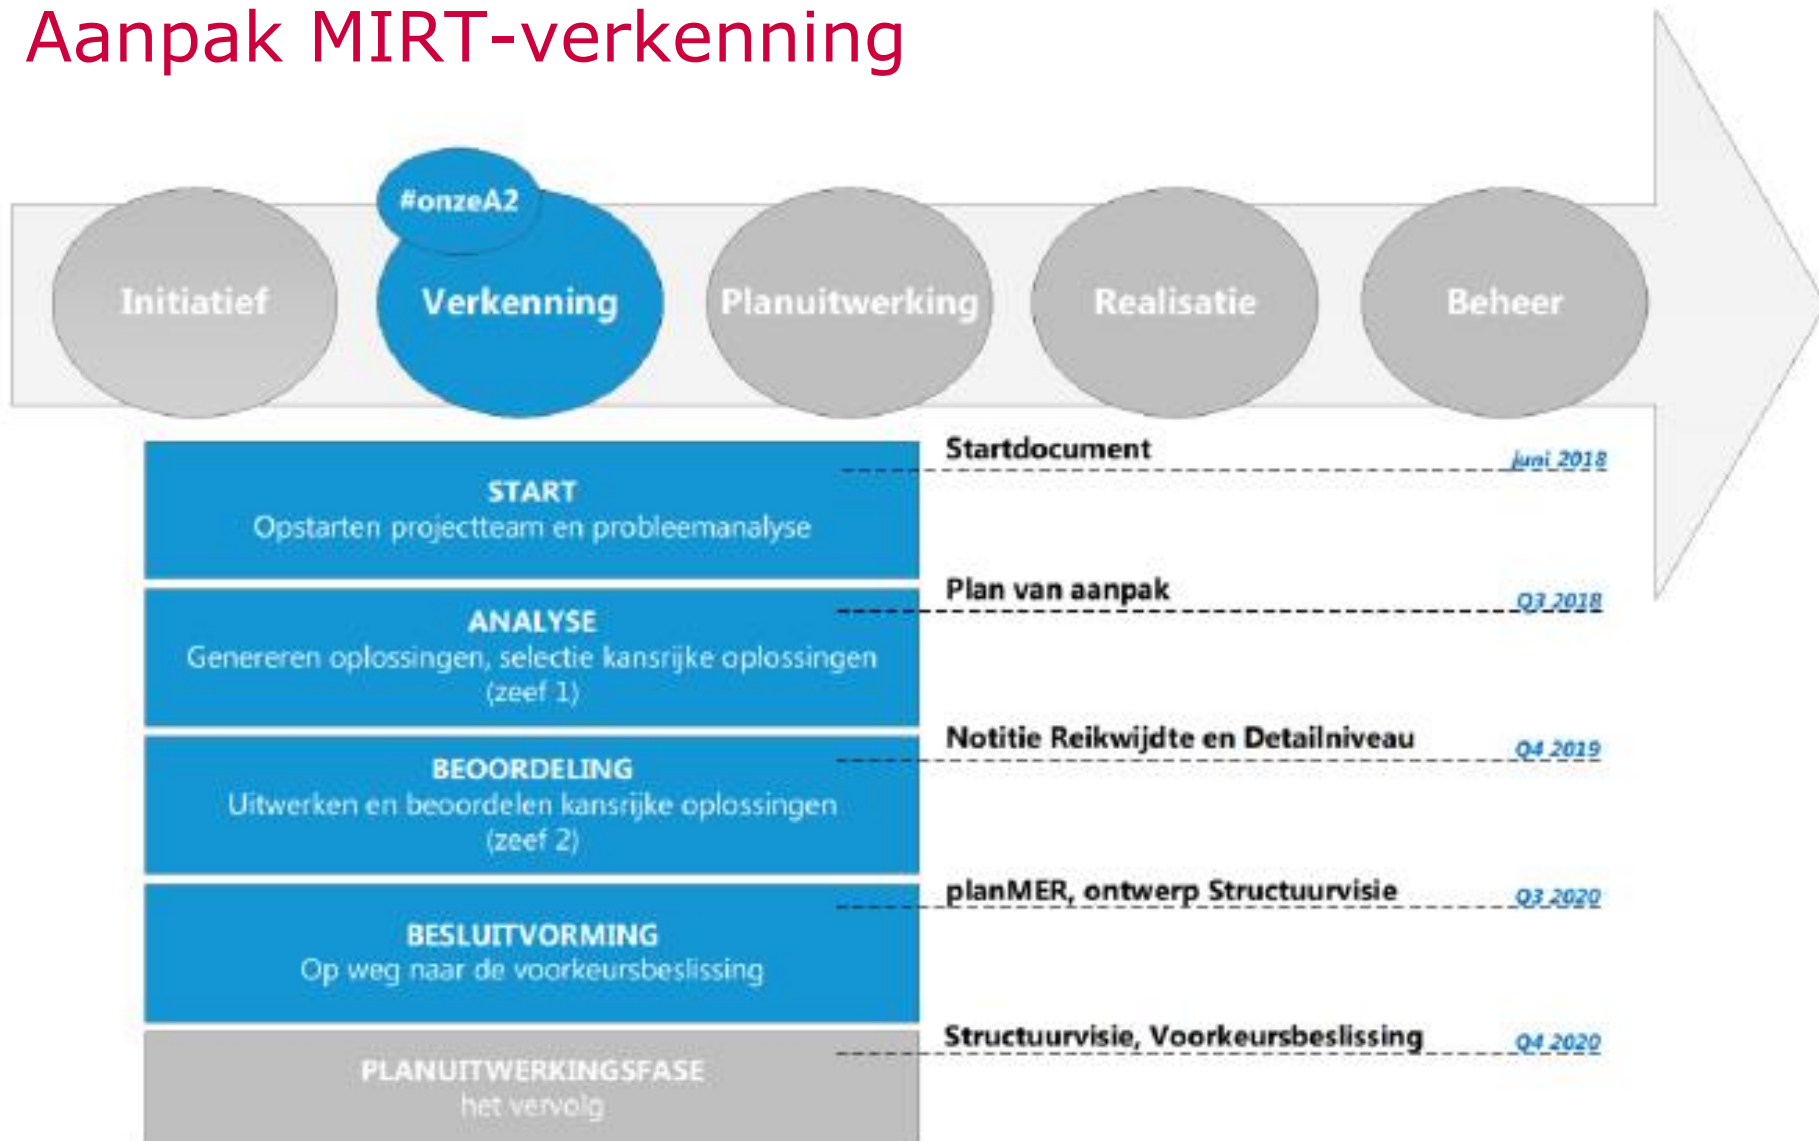 Aanpak MIRT-verkenning
#onzeA2
Initiatief
Verkenning
Planuitwerking
Realisatie
Beheer
START
Opstarten projectteam en probleemanalyse
Startdocument
juni 2018
ANALYSE
Genereren oplossingen, selectie kansrijke oplossingen
(zeef 1)
Plan van aanpak
Q3 2018
BEOORDELING
Uitwerken en beoordelen kansrijke oplossingen
(zeef 2)
Notitie Reikwijdte en Detailniveau
Q4 2019
BESLUITVORMING
Op weg naar de voorkeursbeslissing
planMER, ontwerp Structuurvisie
Q3 2020
PLANUITWERKINGSFASE
het vervolg
Structuurvisie, Voorkeursbeslissing
Q4 2020